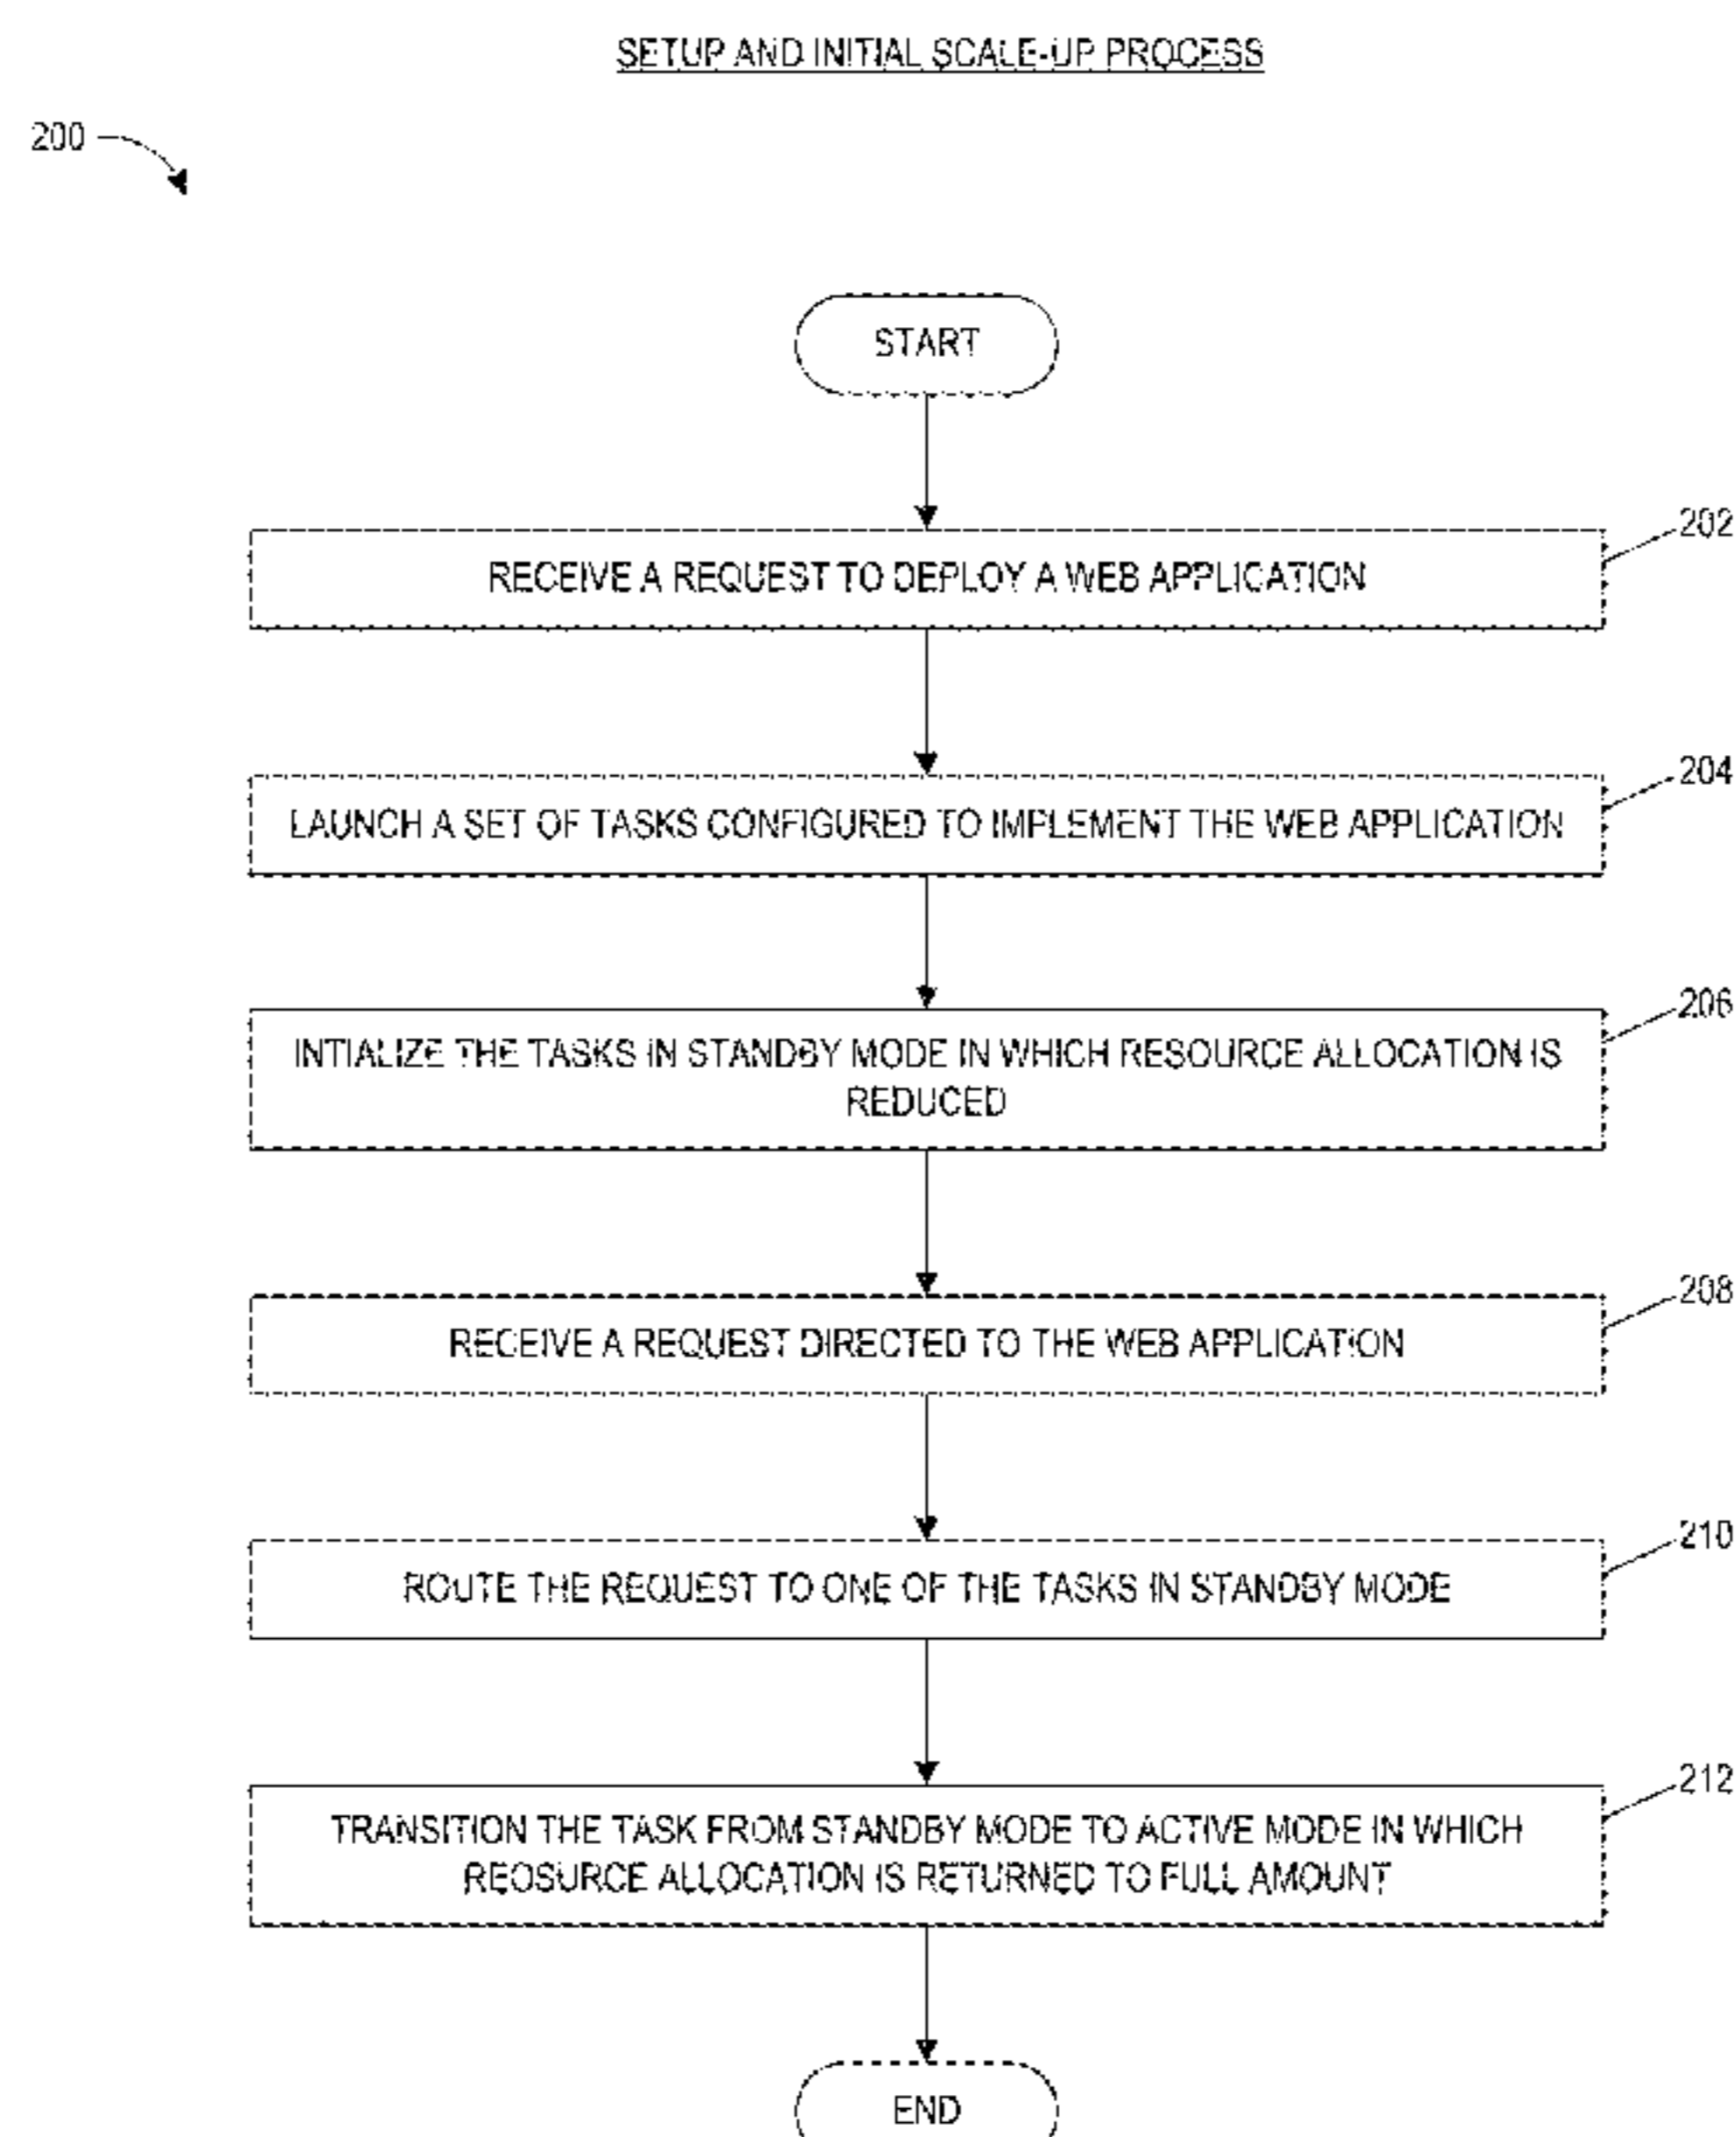 SETUP AND INITIAL SCALE-UP PROCESS
200
START
202
RECEIVE A REQUEST TO DEPLOY A WEB APPLICATION
204
LAUNCH A SET OF TASKS CONFIGURED TO IMPLEMENT THE WEB APPLICATION
206
INTIALIZE THE TASKS IN STANDBY MODE IN WHICH RESOURCE ALLOCATION IS
REDUCED
208
RECEIVE A REQUEST DIRECTED TO THE WEB APPLICATION
210
ROUTE THE REQUEST TO ONE OF THE TASKS IN STANDBY MODE
212
TRANSITION THE TASK FROM STANDBY MODE TO ACTIVE MODE IN WHICH
REOSURCE ALLOCATION IS RETURNED TO FULL AMOUNT
END